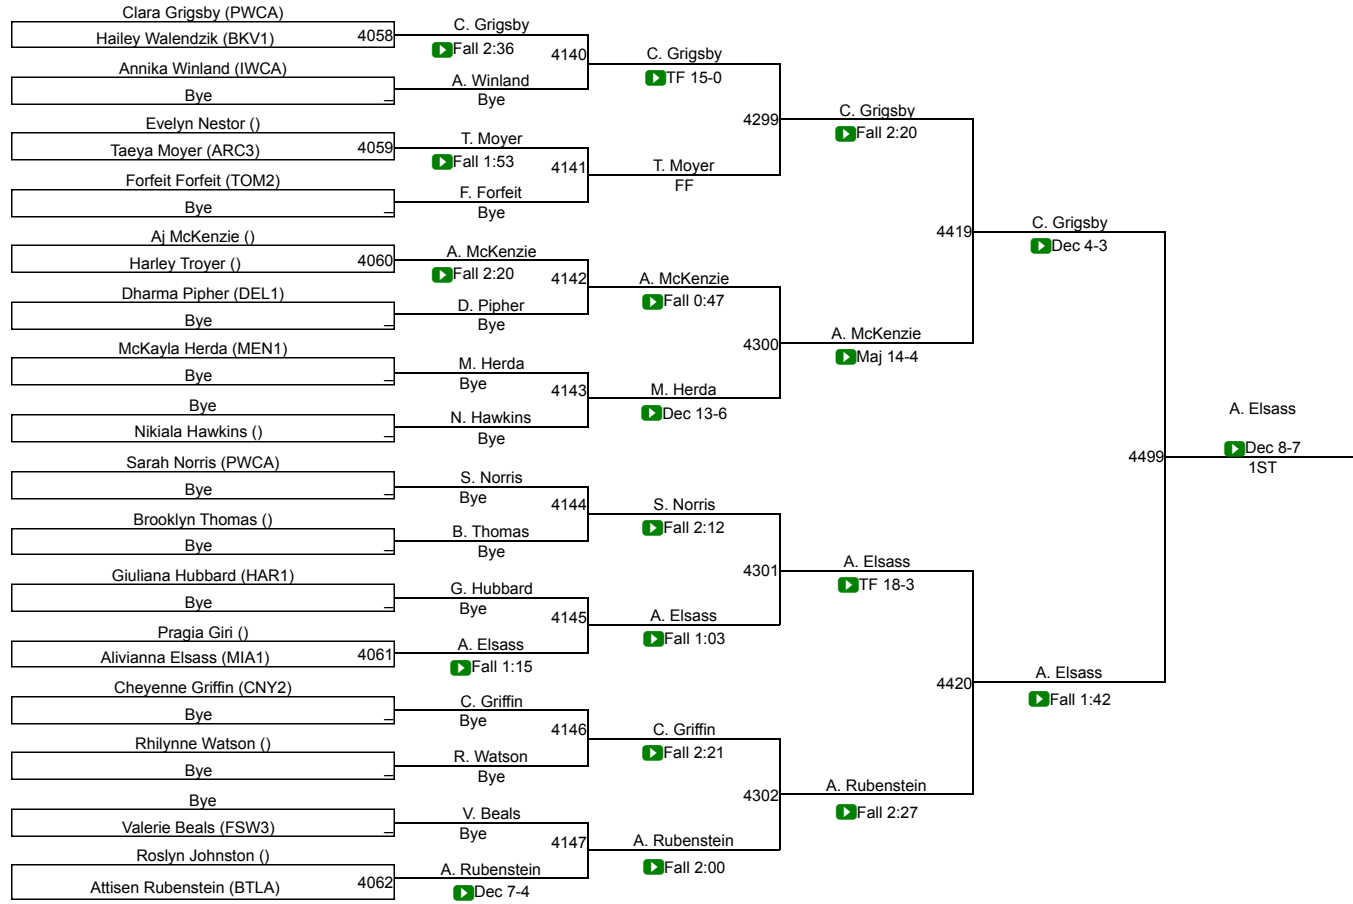 Clara Grigsby (PWCA)
Hailey Walendzik (BKV1) 4058
Annika Winland (IWCA)
Bye _
Evelyn Nestor ()
Taeya Moyer (ARC3) 4059
Forfeit Forfeit (TOM2)
Bye _
Aj McKenzie ()
Harley Troyer () 4060
Dharma Pipher (DEL1)
Bye _
McKayla Herda (MEN1)
Bye _
Bye
Nikiala Hawkins () _
Sarah Norris (PWCA)
Bye _
Brooklyn Thomas ()
Bye _
Giuliana Hubbard (HAR1)
Bye _
Pragia Giri ()
Alivianna Elsass (MIA1) 4061
Cheyenne Griffin (CNY2)
Bye _
Rhilynne Watson ()
Bye _
Bye
Valerie Beals (FSW3) _
Roslyn Johnston ()
Attisen Rubenstein (BTLA) 4062
C. Grigsby
Fall 2:36
4140
A. Winland
Bye
T. Moyer
Fall 1:53
4141
F. Forfeit
Bye
A. McKenzie
Fall 2:20
4142
D. Pipher
Bye
M. Herda
Bye
4143
N. Hawkins
Bye
S. Norris
Bye
4144
B. Thomas
Bye
G. Hubbard
Bye
4145
A. Elsass
Fall 1:15
C. Griffin
Bye
4146
R. Watson
Bye
V. Beals
Bye
4147
A. Rubenstein
Dec 7-4
C. Grigsby
TF 15-0
4299
T. Moyer
FF
A. McKenzie
Fall 0:47
4300
M. Herda
Dec 13-6
S. Norris
Fall 2:12
4301
A. Elsass
Fall 1:03
C. Griffin
Fall 2:21
4302
A. Rubenstein
Fall 2:00
C. Grigsby
Fall 2:20
4419
A. McKenzie
Maj 14-4
A. Elsass
TF 18-3
4420
A. Rubenstein
Fall 2:27
C. Grigsby
Dec 4-3
4499
A. Elsass
Fall 1:42
A. Elsass
Dec 8-7
1ST